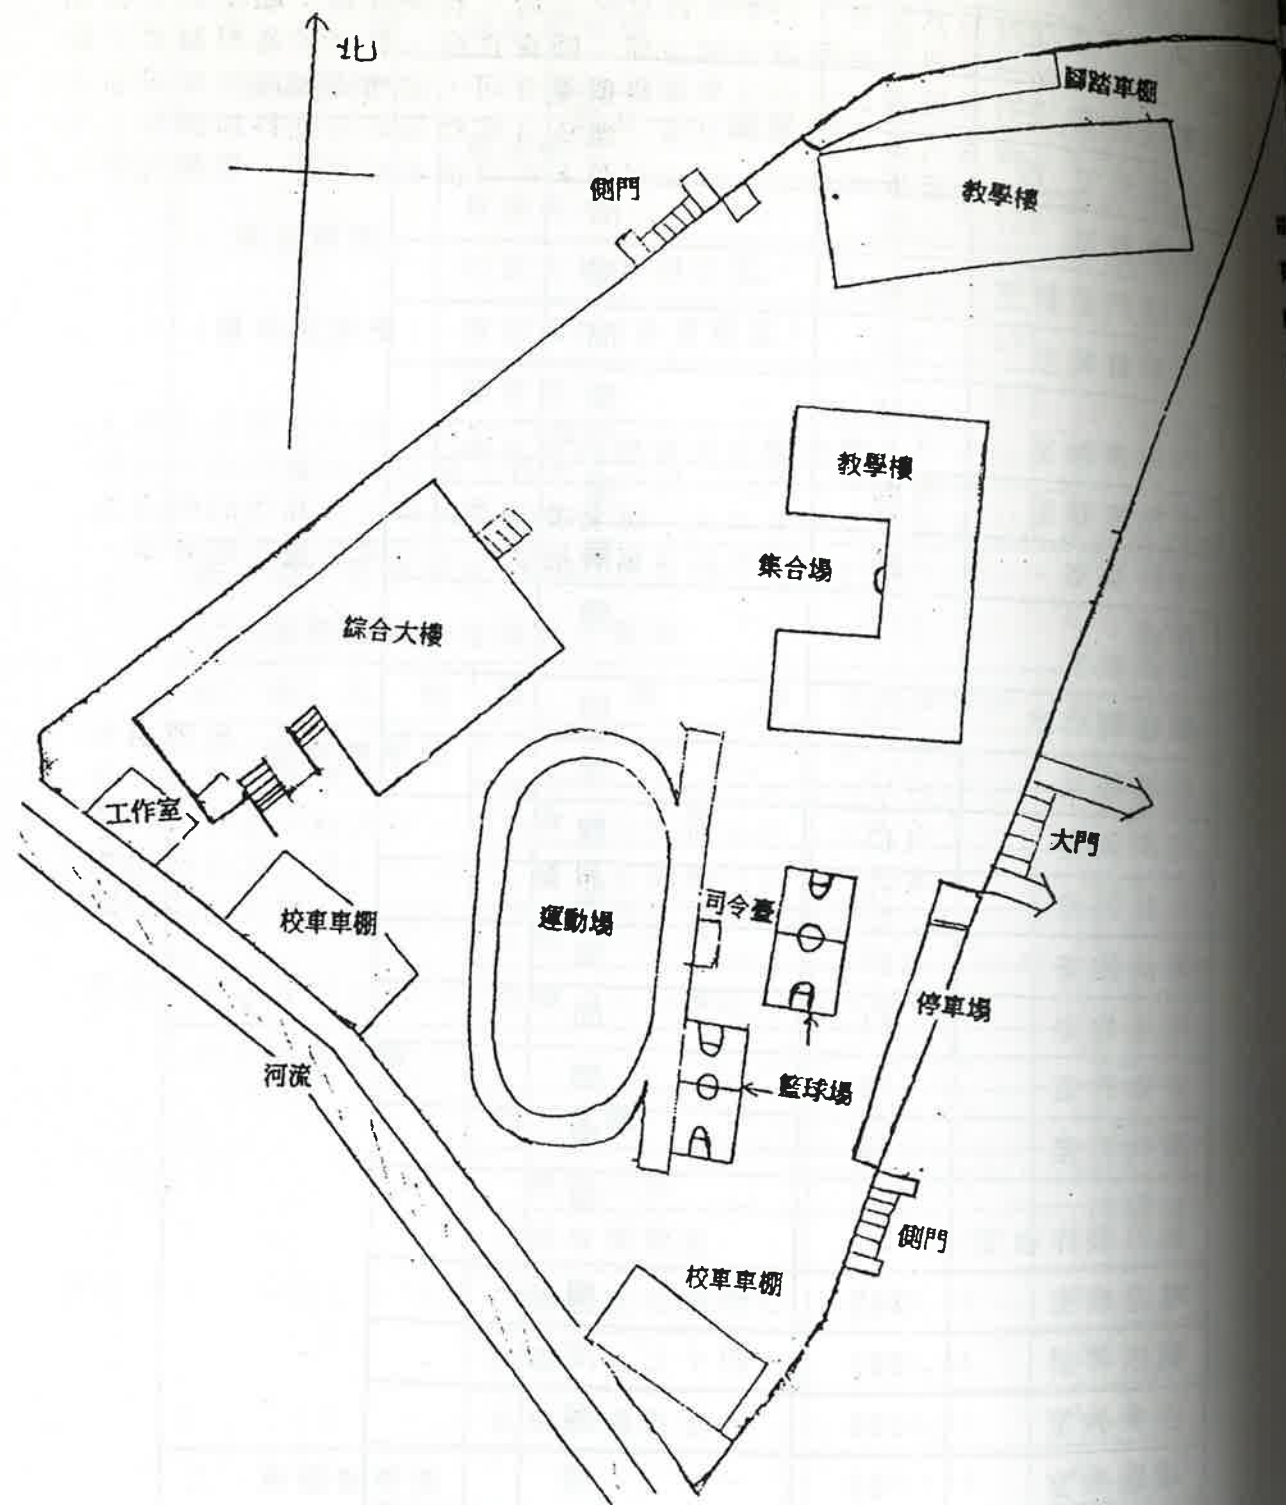 北
腳踏車棚
側門
教學樓
教學樓
集合場
綜合大樓
工作室
大門
校車車棚
運動場
司令臺
停車場
河流
籃球場
側門
校車車棚